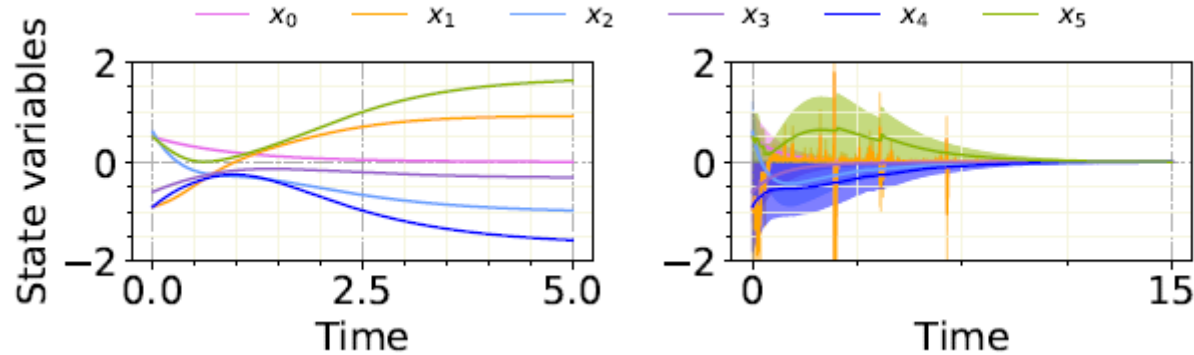 x₀ x₁ x₂ x₃ x₄ x₅
State variables
2 2
0 0
−2 −2
0.0 2.5 5.0 0 15
Time Time